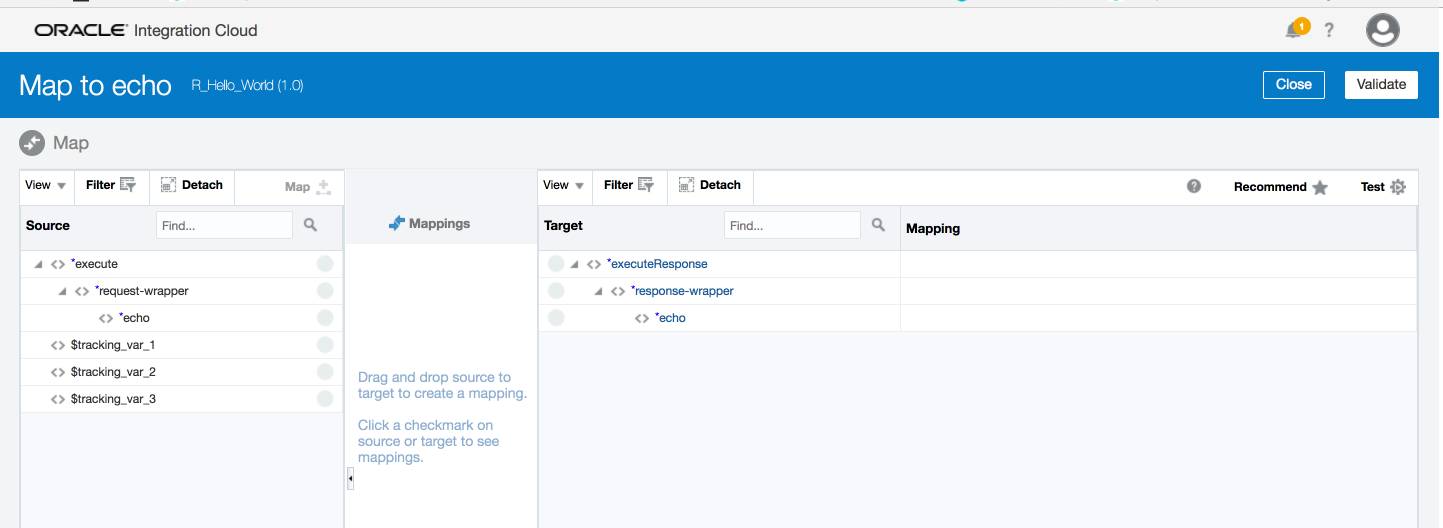 ORACLE Integration Cloud
1
?
Map to echo R_Hello_World (1.0)
Close
Validate
Map
View
Filter
Detach
Map
Source
Find...
*execute
*request-wrapper
*echo
$tracking_var_1
$tracking_var_2
$tracking_var_3
Mappings
Drag and drop source to
target to create a mapping.
Click a checkmark on
source or target to see
mappings.
View
Filter
Detach
?
Recommend
Test
Target
Find...
Mapping
*executeResponse
*response-wrapper
*echo